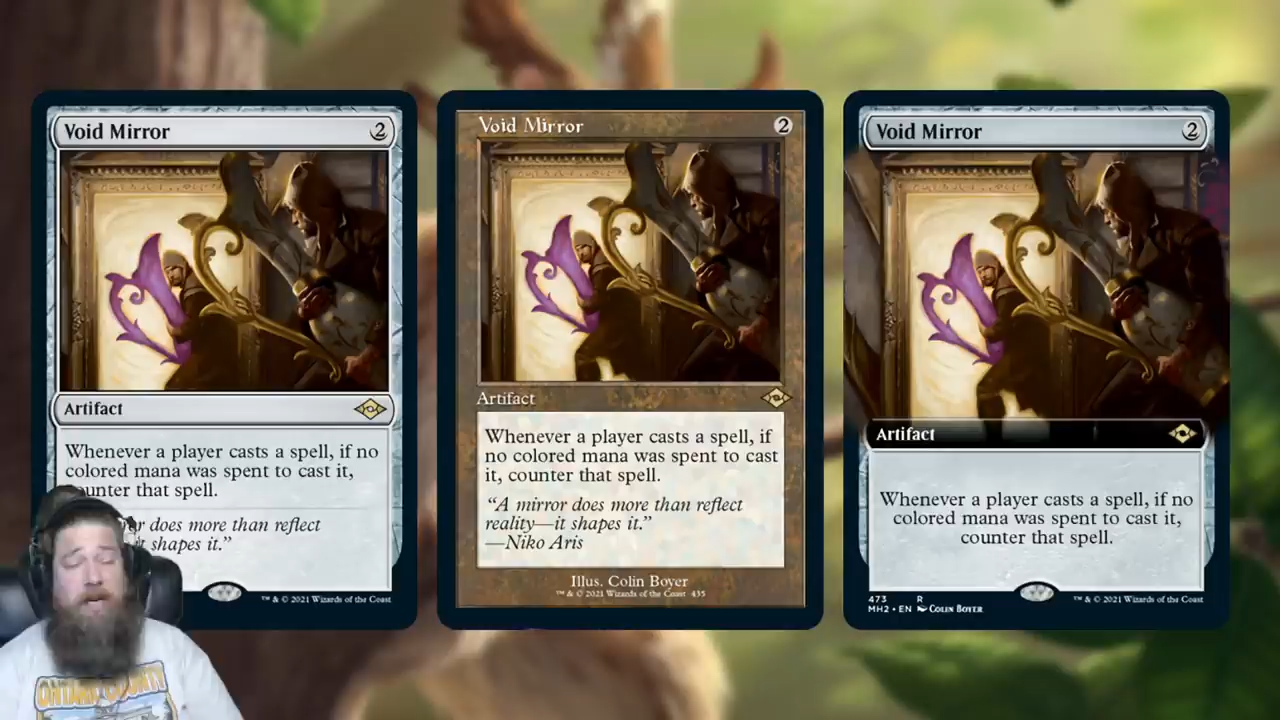 Void Mirror
2
Artifact
Whenever a player casts a spell, if no
colored mana was spent to cast it,
counter that spell.
does more than reflect
shapes it.”
™ & © 2021 Wizards of the Coast
Void Mirror
2
Artifact
Whenever a player casts a spell, if
no colored mana was spent to cast
it, counter that spell.
“A mirror does more than reflect
reality—it shapes it.”
—Niko Aris
Illus. Colin Boyer
™ & © 2021 Wizards of the Coast 435
Void Mirror
2
Artifact
Whenever a player casts a spell, if no
colored mana was spent to cast it,
counter that spell.
473 R
MH2 • EN Colin Boyer
™ & © 2021 Wizards of the Coast
ONTARIO COUNTY